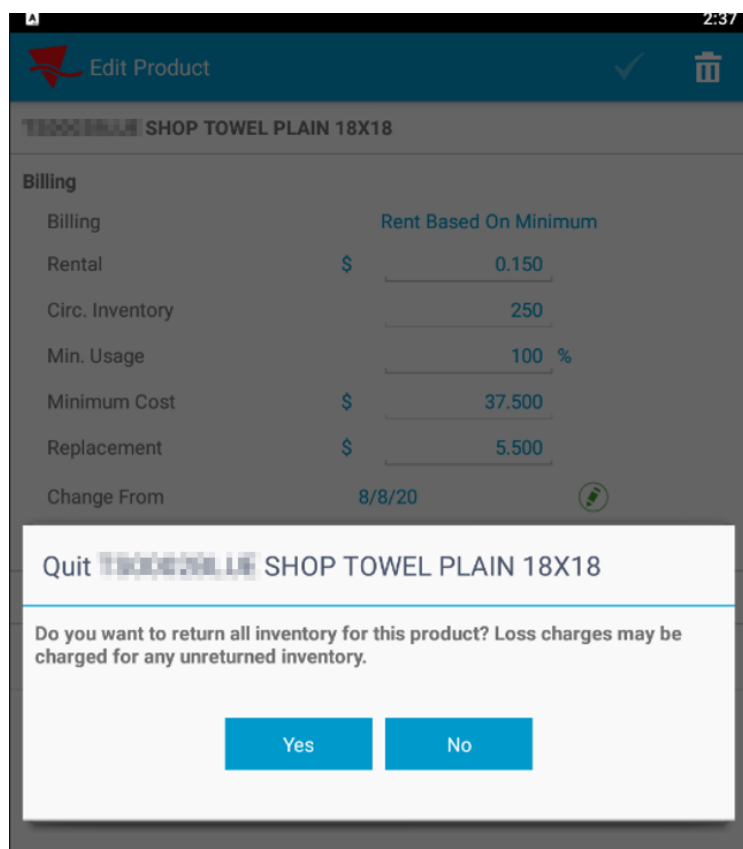 2:37
Edit Product
SHOP TOWEL PLAIN 18X18
Billing
Billing Rent Based On Minimum
Rental $ 0.150
Circ. Inventory 250
Min. Usage 100 %
Minimum Cost $ 37.500
Replacement $ 5.500
Change From 8/8/20
Quit SHOP TOWEL PLAIN 18X18
Do you want to return all inventory for this product? Loss charges may be
charged for any unreturned inventory.
Yes No